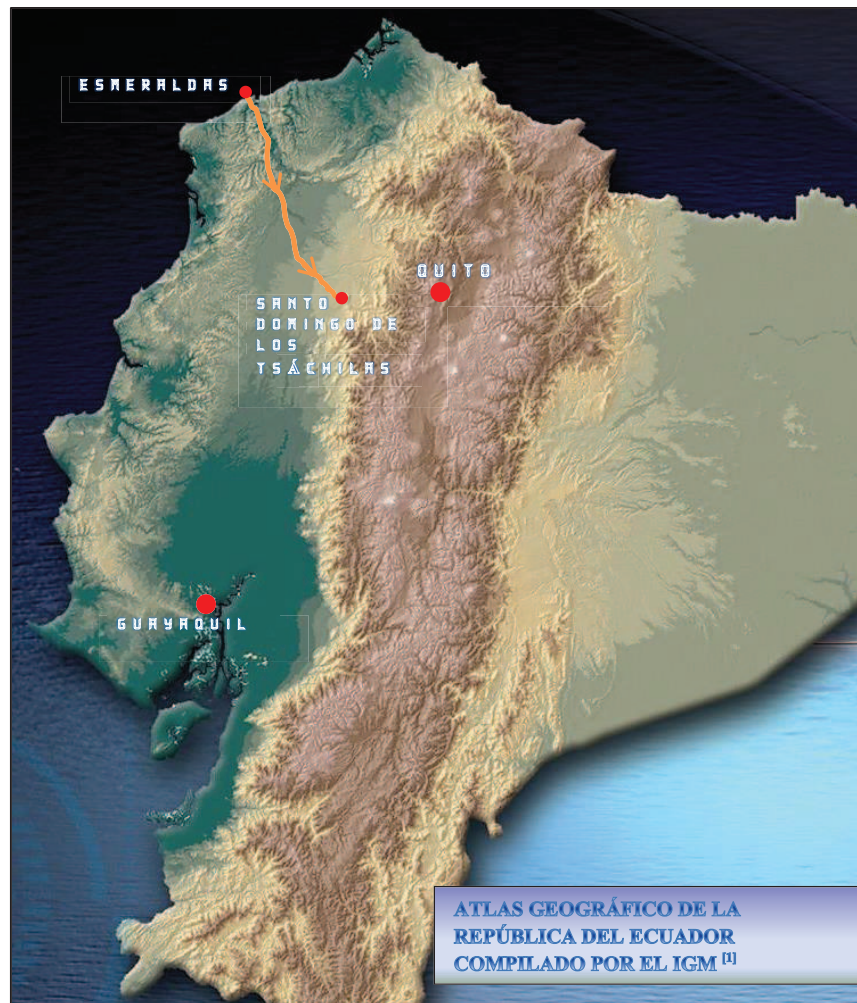 ESMERALDAS
QUITO
SANTO
DOMINGO DE
LOS
TSÁCHILAS
GUAYAQUIL
ATLAS GEOGRÁFICO DE LA
REPÚBLICA DEL ECUADOR
COMPILADO POR EL IGM [1]